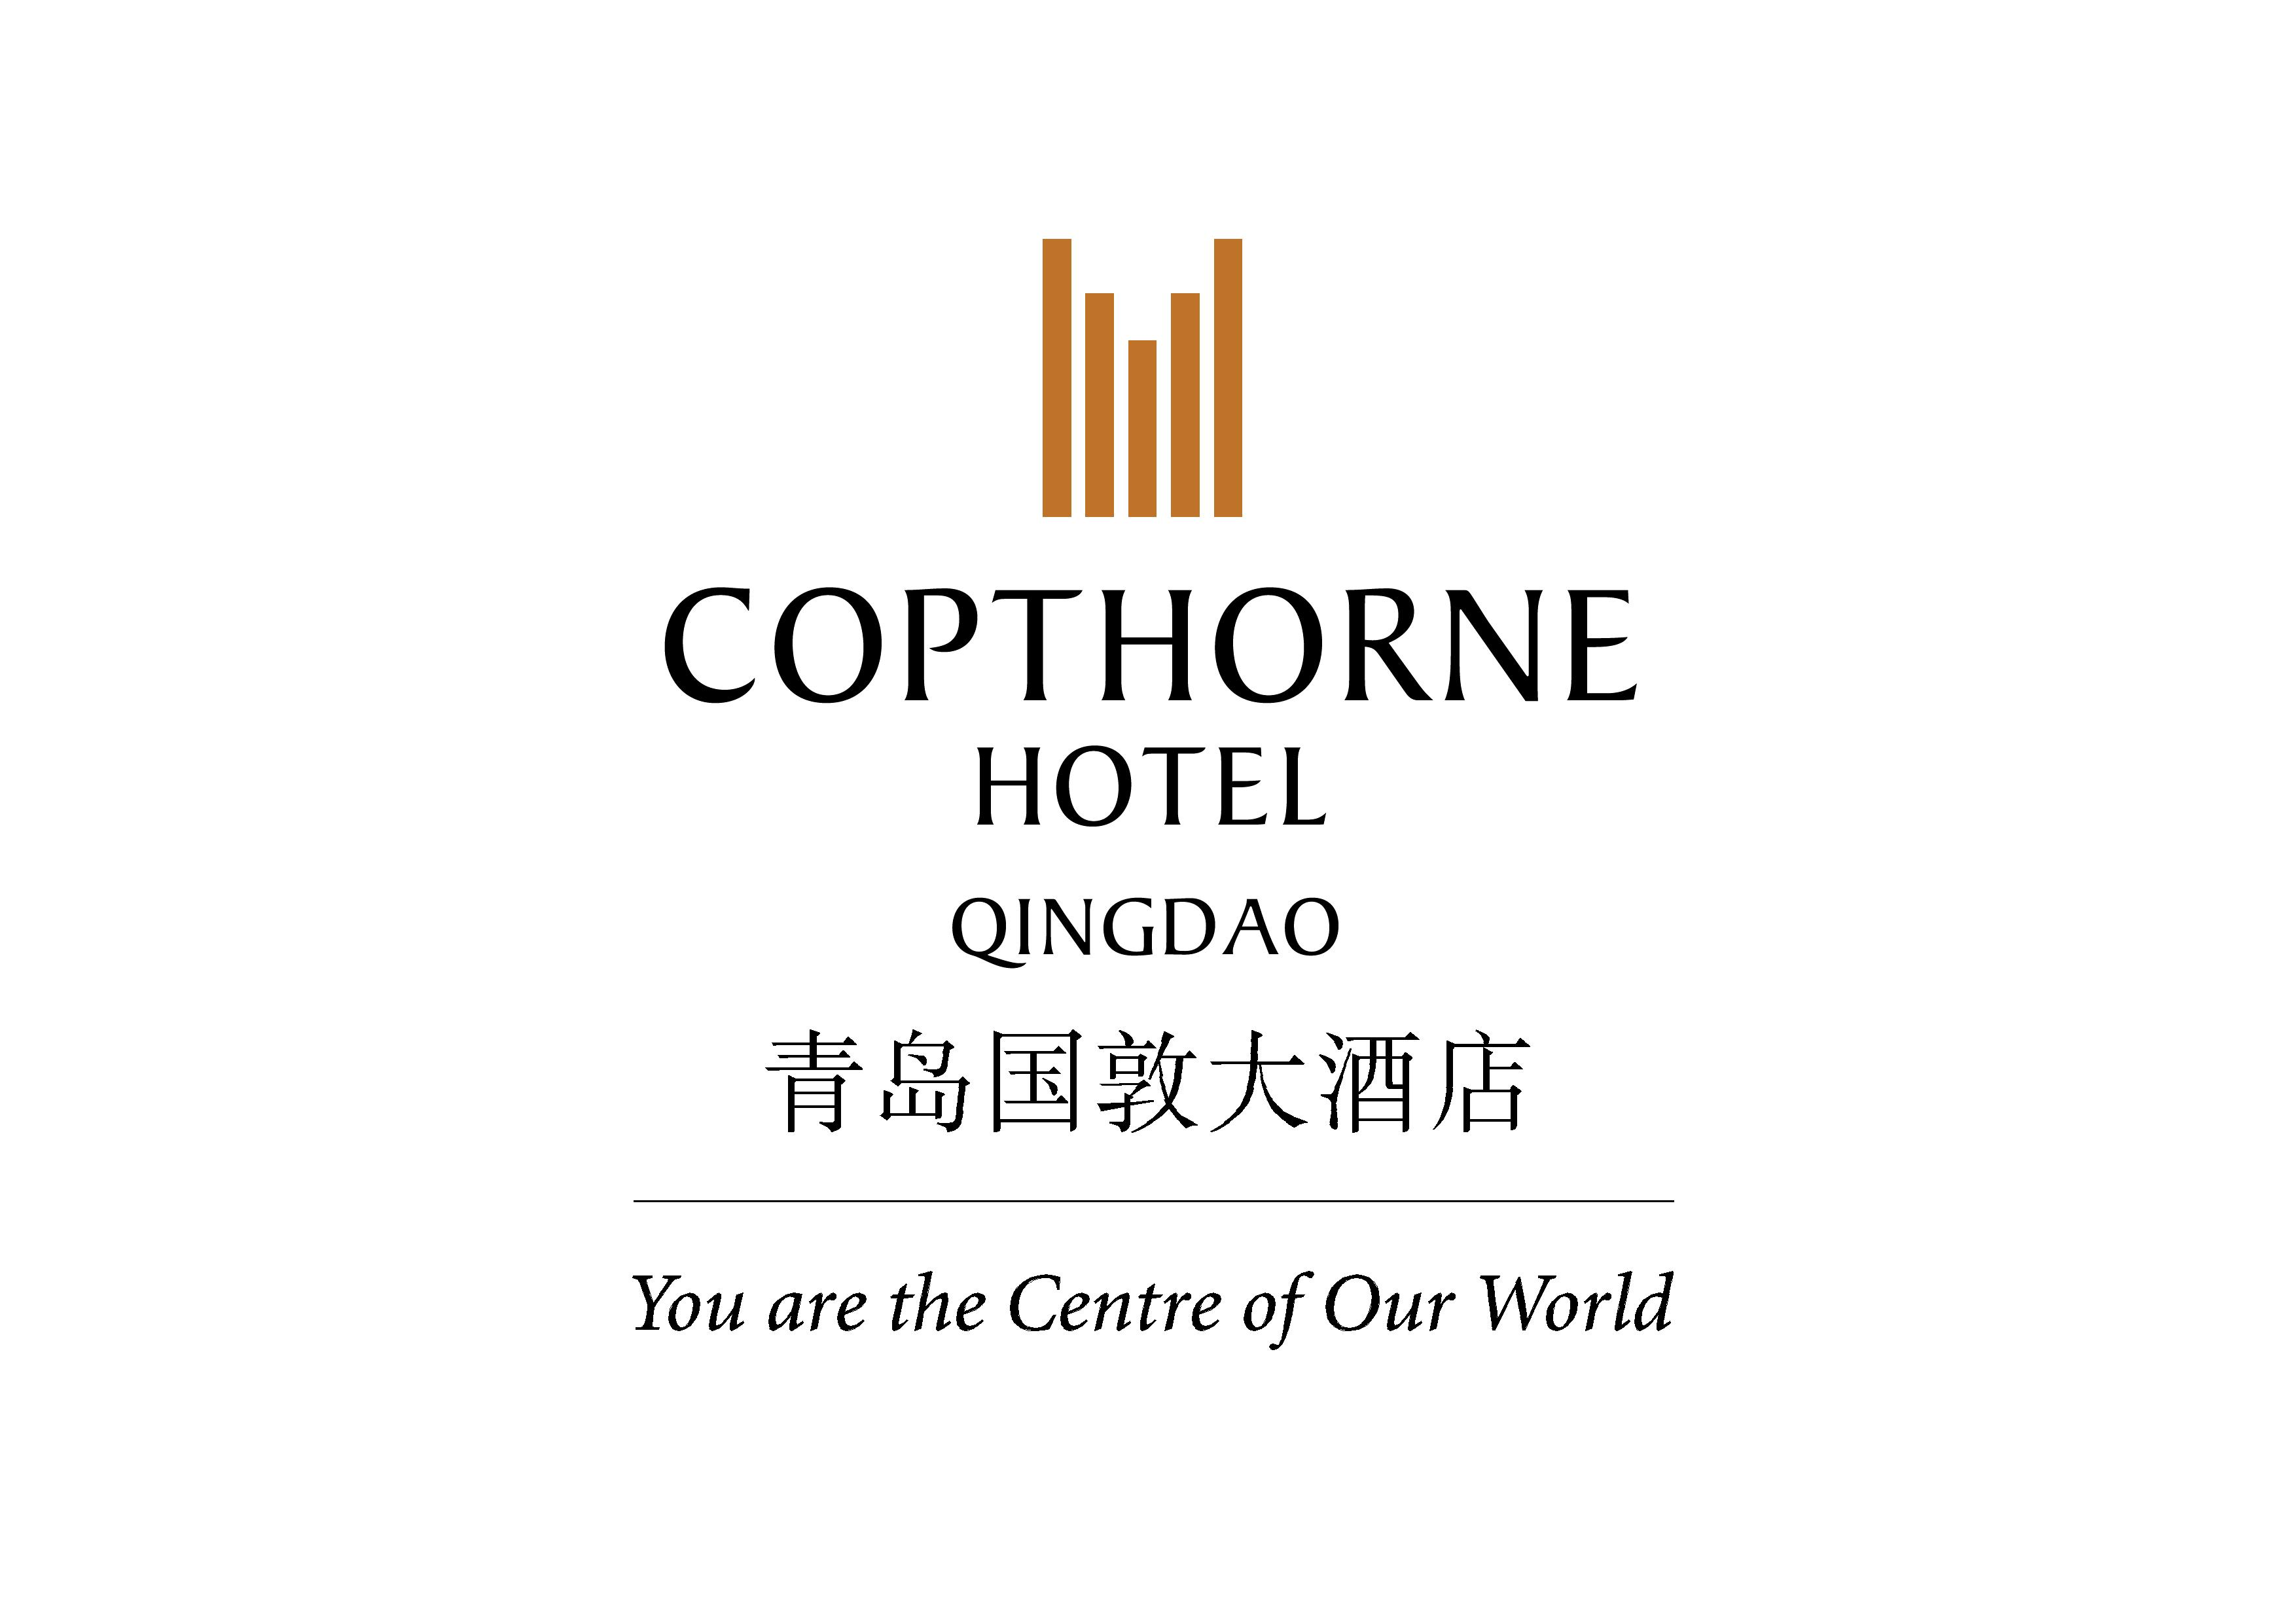 COPTHORNE
HOTEL
QINGDAO
青岛国敦大酒店
You are the Centre of Our World